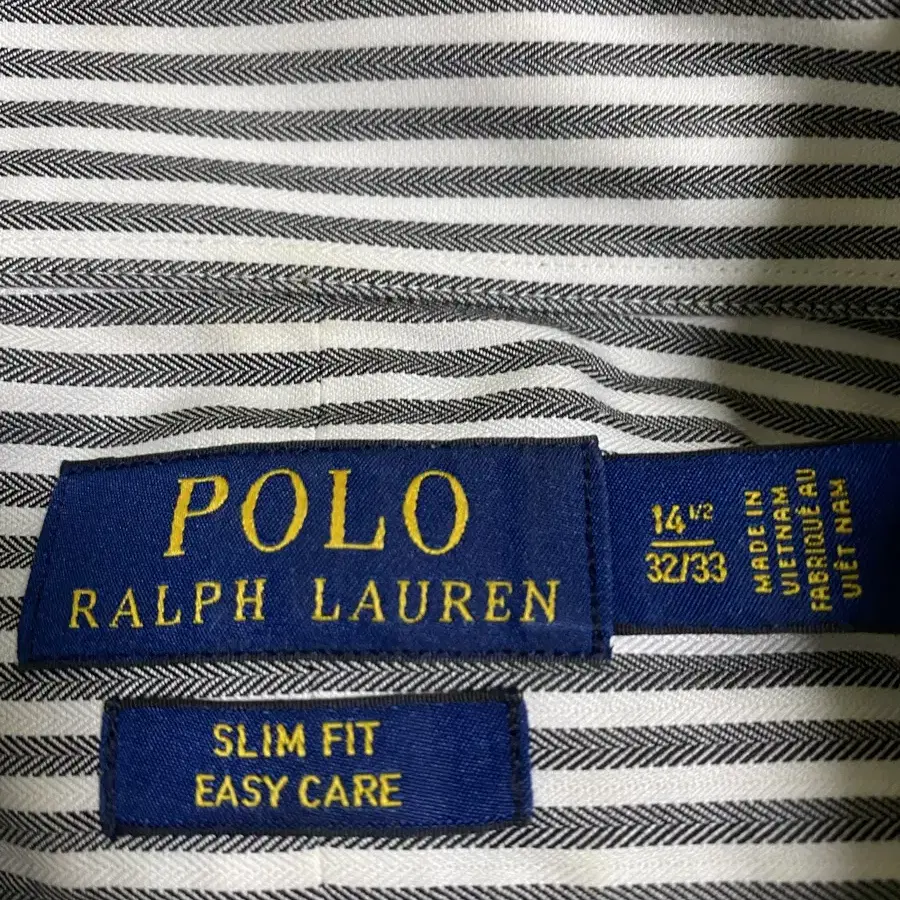 POLO
RALPH LAUREN
14 1/2
32/33
MADE IN
VIETNAM
FABRIQUÉ AU
VIÊT NAM
SLIM FIT
EASY CARE